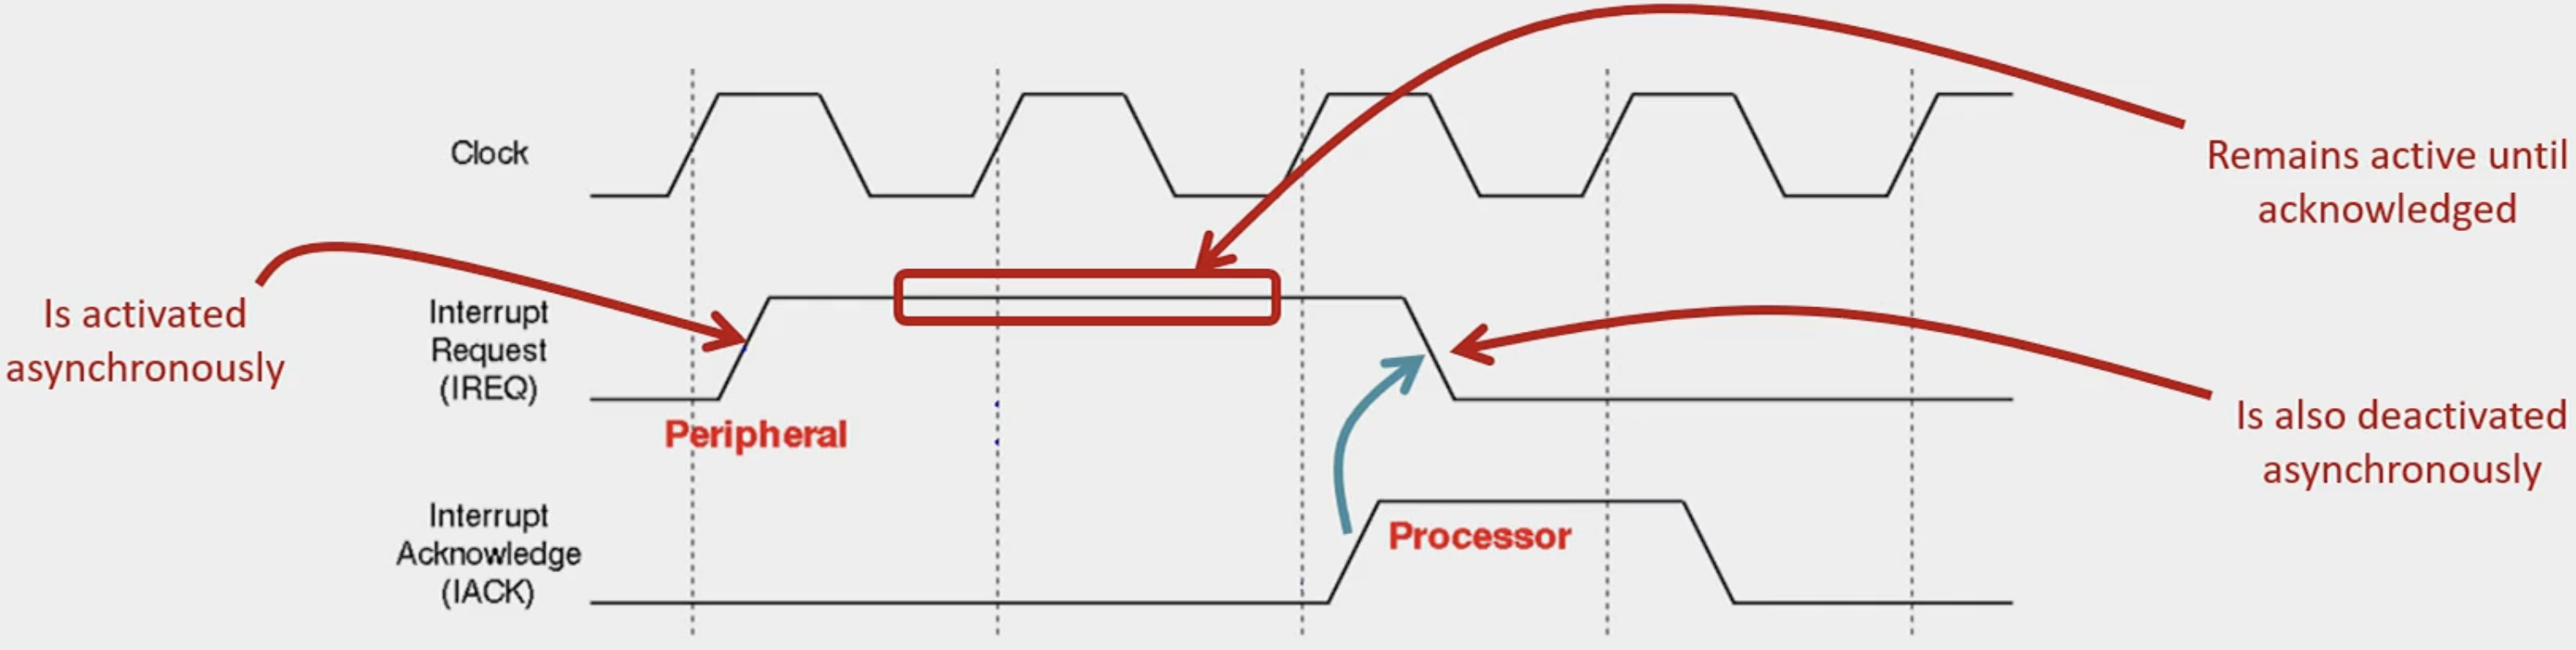 Clock
Remains active until
acknowledged
Is activated
asynchronously
Interrupt
Request
(IREQ)
Peripheral
Is also deactivated
asynchronously
Interrupt
Acknowledge
(IACK)
Processor